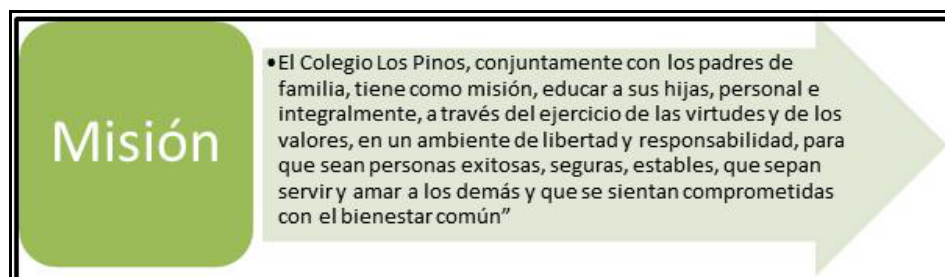 Misión
•El Colegio Los Pinos, conjuntamente con los padres de
familia, tiene como misión, educar a sus hijas, personal e
integralmente, a través del ejercicio de las virtudes y de los
valores, en un ambiente de libertad y responsabilidad, para
que sean personas exitosas, seguras, estables, que sepan
servir y amar a los demás y que se sientan comprometidas
con el bienestar común”